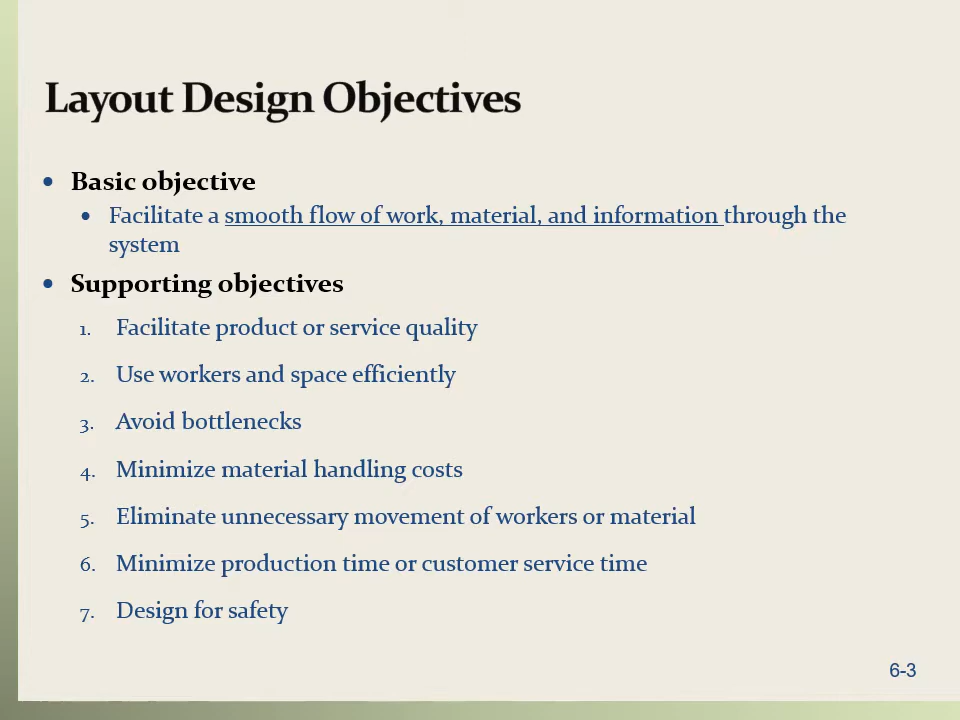 Layout Design Objectives
• Basic objective
• Facilitate a smooth flow of work, material, and information through the
system
• Supporting objectives
1. Facilitate product or service quality
2. Use workers and space efficiently
3. Avoid bottlenecks
4. Minimize material handling costs
5. Eliminate unnecessary movement of workers or material
6. Minimize production time or customer service time
7. Design for safety
6-3